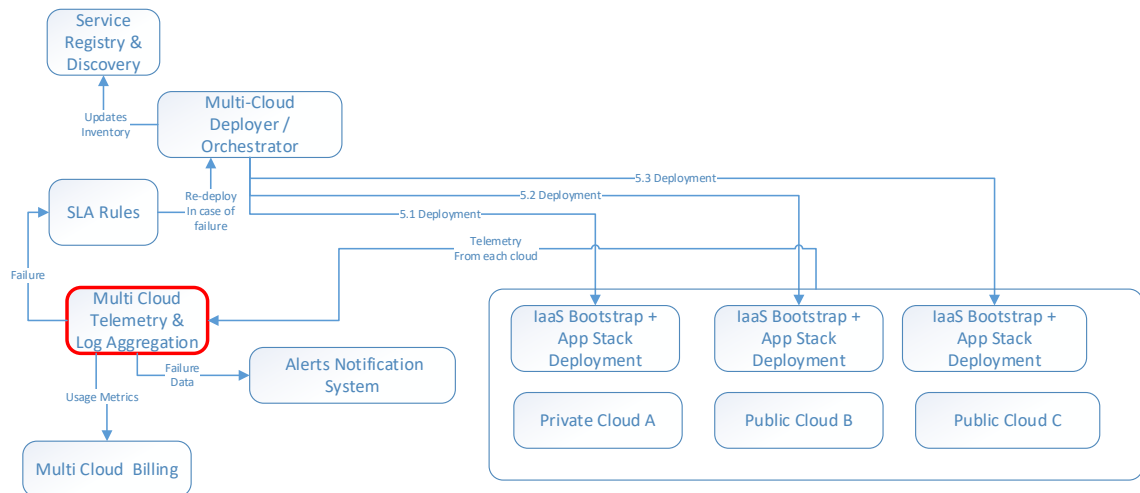 Service
Registry &
Discovery
Updates
Inventory
Multi-Cloud
Deployer /
Orchestrator
5.3 Deployment
5.2 Deployment
5.1 Deployment
SLA Rules
Re-deploy
In case of
failure
Telemetry
From each cloud
Failure
Multi Cloud
Telemetry &
Log Aggregation
Failure
Data
Alerts Notification
System
Usage Metrics
Multi Cloud Billing
IaaS Bootstrap +
App Stack
Deployment
IaaS Bootstrap +
App Stack
Deployment
IaaS Bootstrap +
App Stack
Deployment
Private Cloud A
Public Cloud B
Public Cloud C